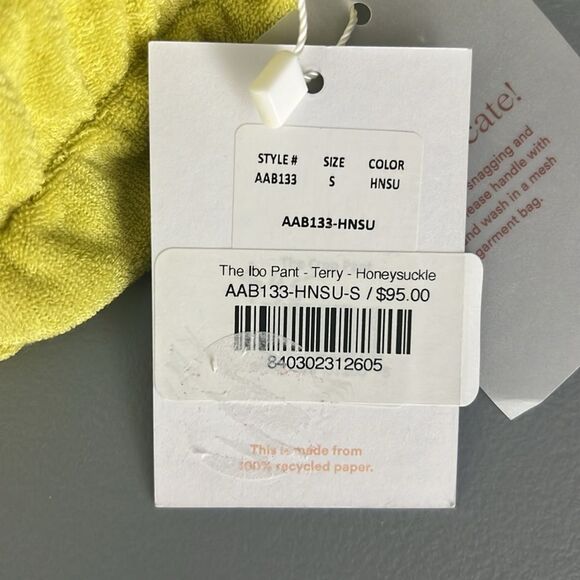 STYLE # SIZE COLOR
AAB133 S HNSU
AAB133-HNSU
The Ibo Pant - Terry - Honeysuckle
AAB133-HNSU-S / $95.00
840302312605
This is made from
100% recycled paper.
cate!
snagging and
ease handle with
nd wash in a mesh
garment bag.